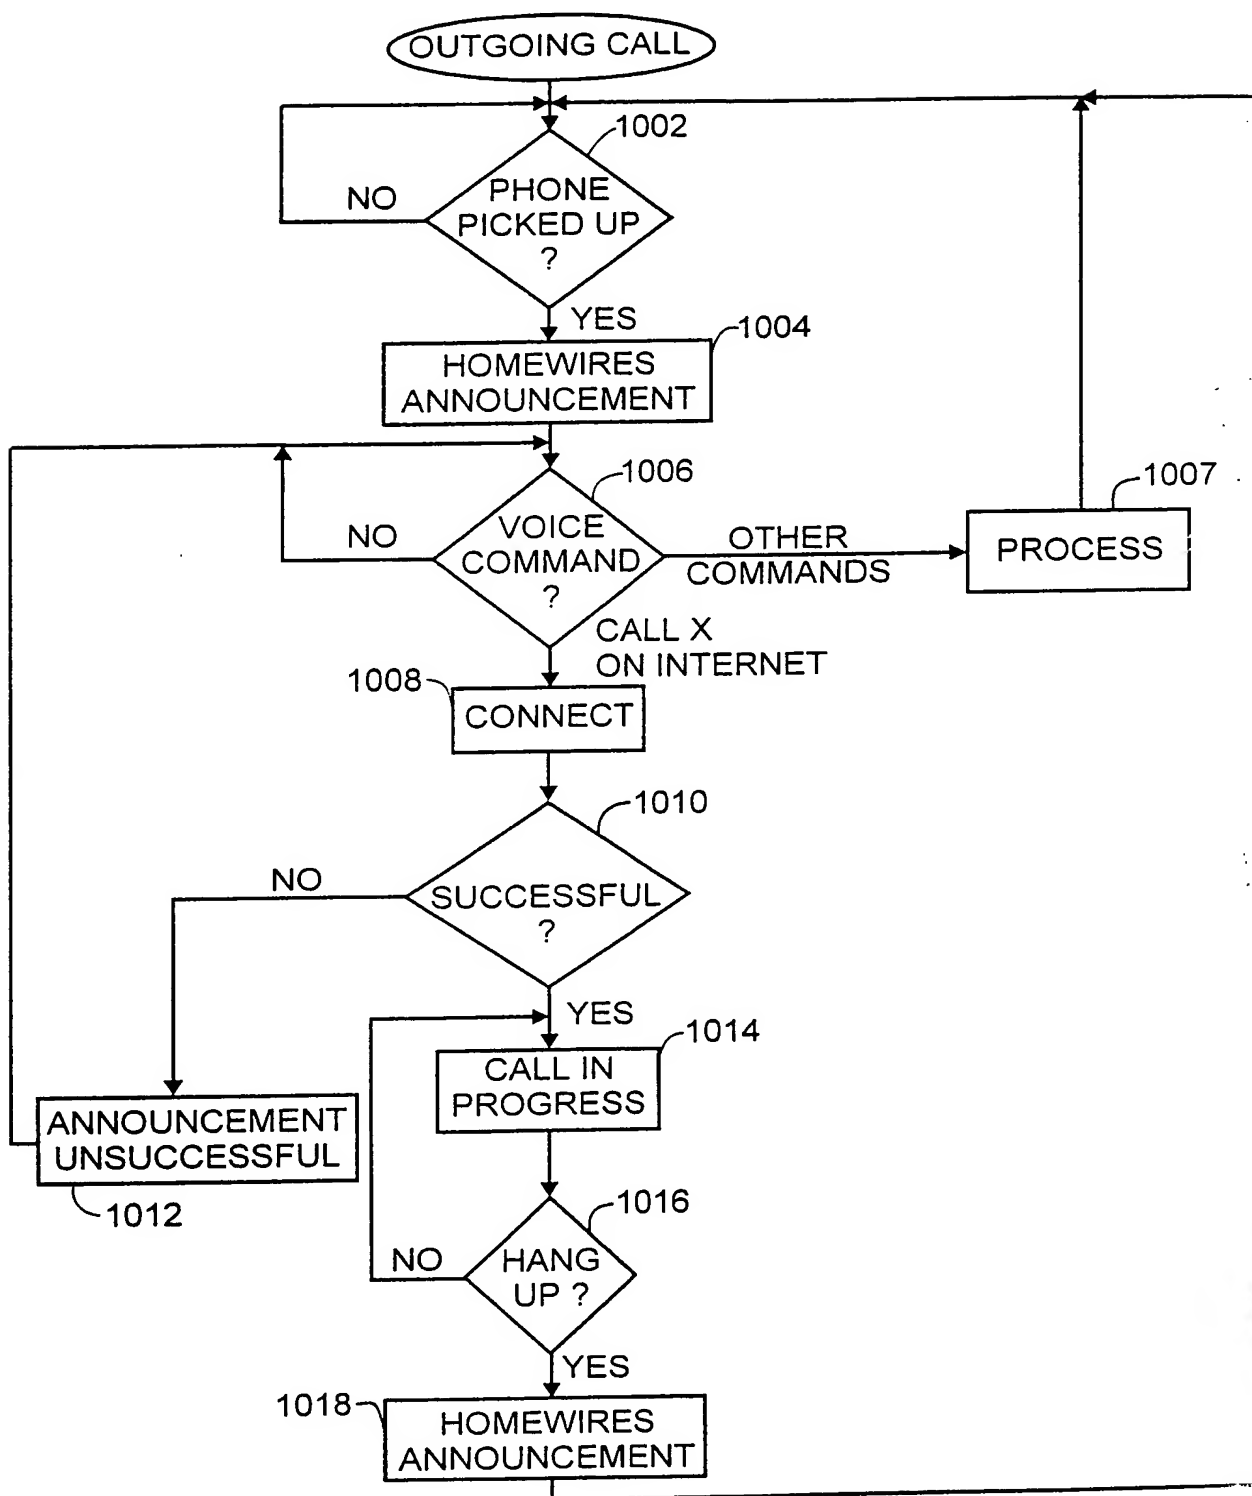 OUTGOING CALL
1002
NO
PHONE
PICKED UP
?
YES
1004
HOMEWIRES
ANNOUNCEMENT
1006
1007
NO
VOICE
COMMAND
?
OTHER
COMMANDS
PROCESS
CALL X
ON INTERNET
1008
CONNECT
1010
NO
SUCCESSFUL
?
YES
1014
CALL IN
PROGRESS
ANNOUNCEMENT
UNSUCCESSFUL
1012
1016
NO
HANG
UP ?
YES
1018
HOMEWIRES
ANNOUNCEMENT